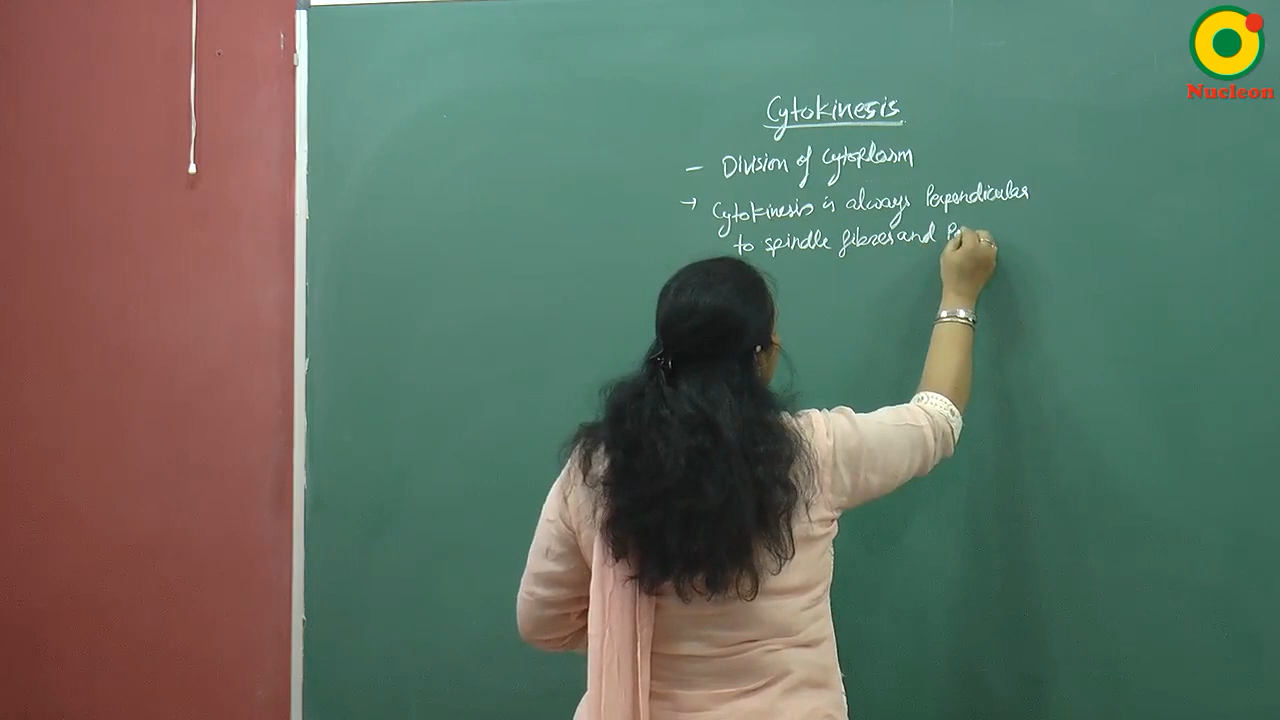 Nucleon
Cytokinesis
- Division of Cytoplasm
→ Cytokinesis is always Perpendicular
to spindle fibres and